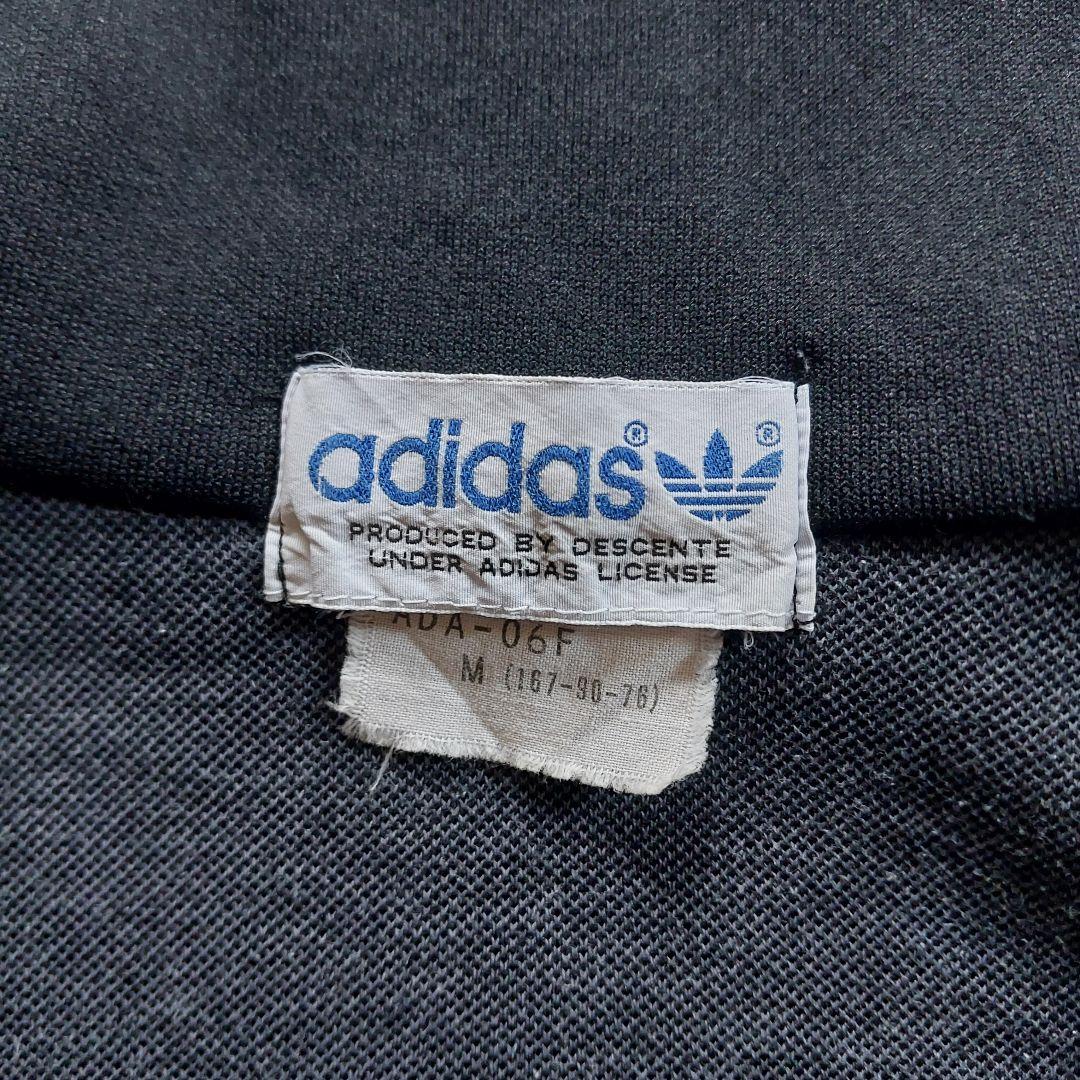 adidas®®
PRODUCED BY DESCENTE
UNDER ADIDAS LICENSE
ADA-06F
M (167-90-76)